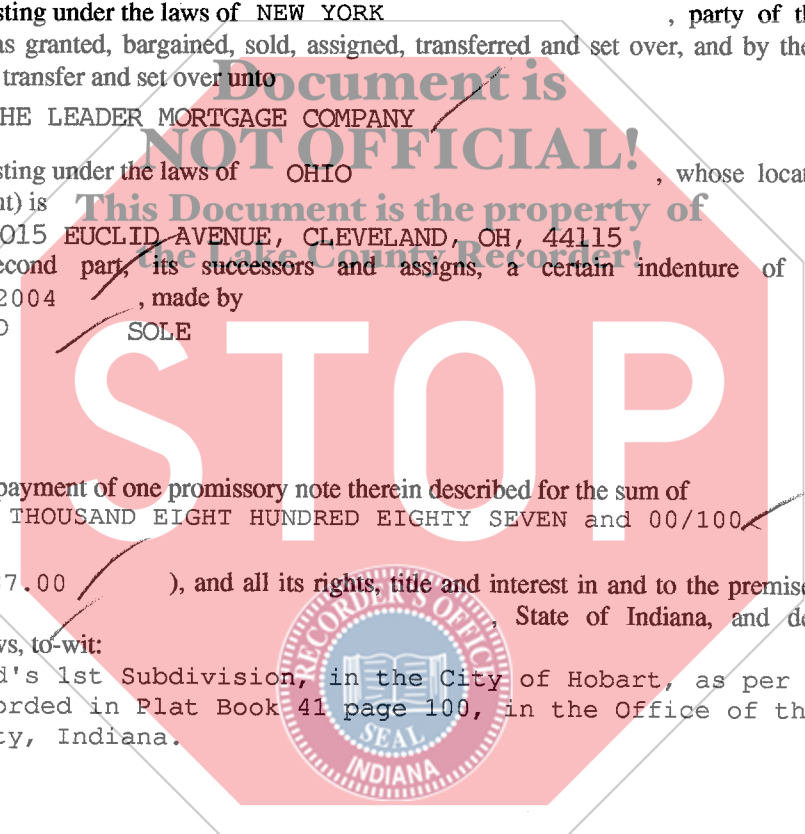 sting under the laws of NEW YORK , party of th
as granted, bargained, sold, assigned, transferred and set over, and by the
transfer and set over unto
Document is
HE LEADER MORTGAGE COMPANY
NOT OFFICIAL!
sting under the laws of OHIO , whose locat
nt) is
This Document is the property of
015 EUCLID AVENUE, CLEVELAND, OH, 44115
the Lake County Recorder!
econd part, its successors and assigns, a certain indenture of
2004 , made by
SOLE
STOP
payment of one promissory note therein described for the sum of
THOUSAND EIGHT HUNDRED EIGHTY SEVEN and 00/100
7.00 ), and all its rights, title and interest in and to the premise
, State of Indiana, and de
ws, to-wit:
d's 1st Subdivision, in the City of Hobart, as per
orded in Plat Book 41 page 100, in the Office of th
ty, Indiana.
RECORDER'S OFFICE
SEAL
INDIANA